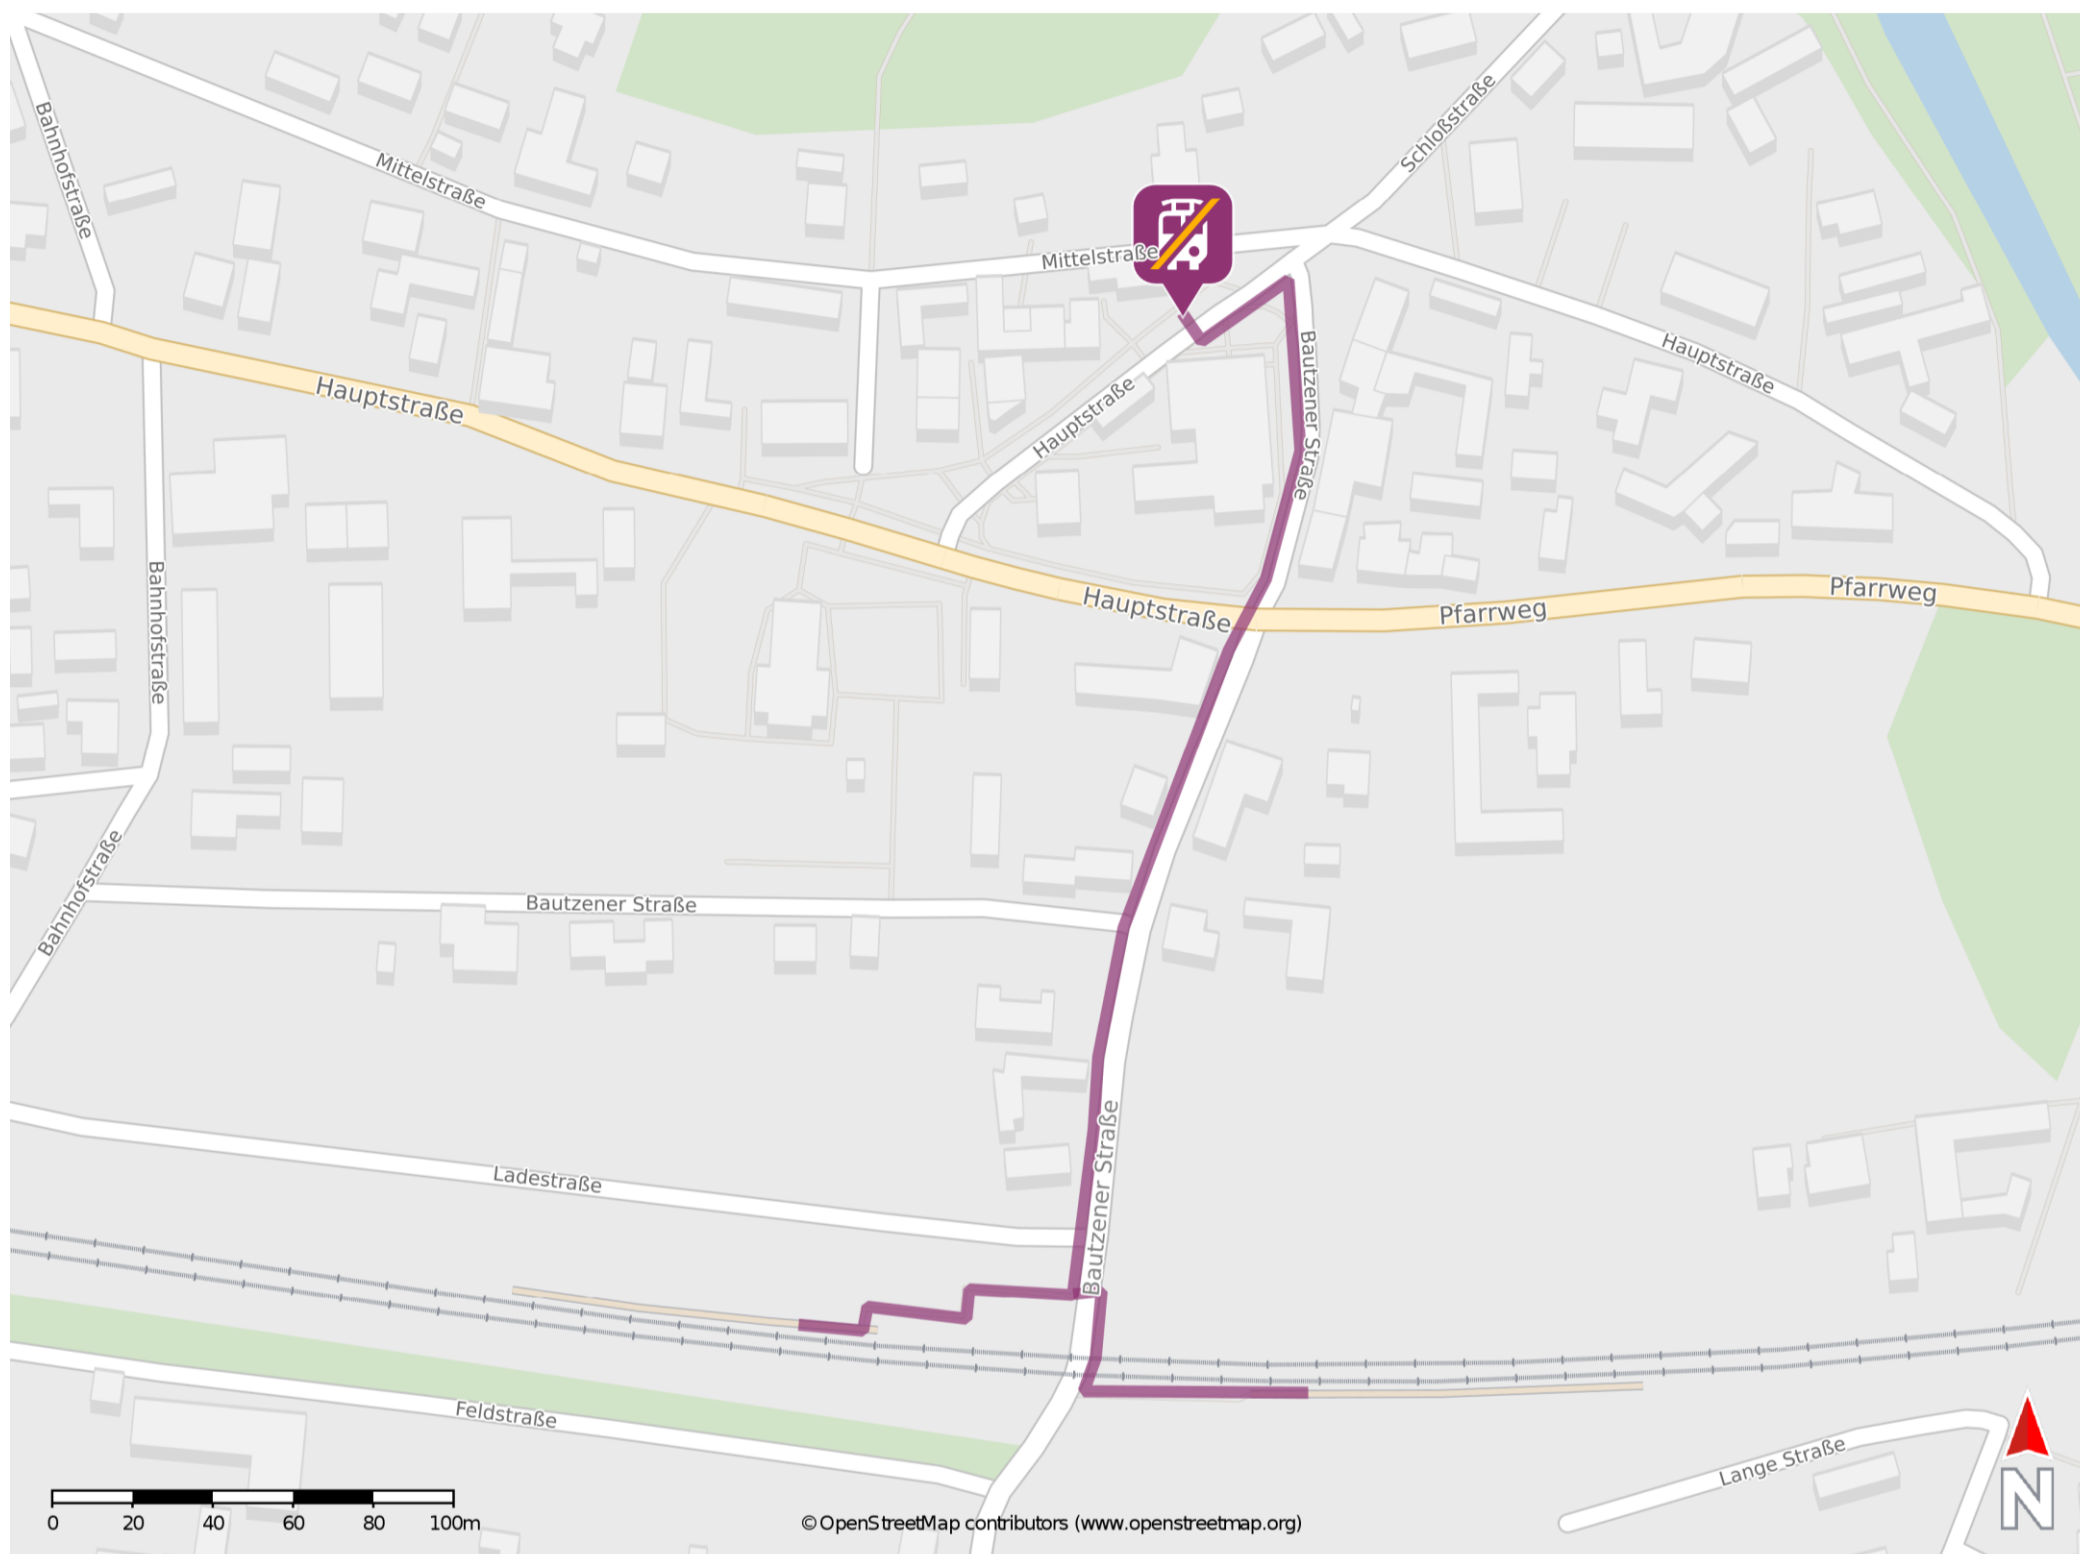 Schloßstraße
Bahnhofstraße
Mittelstraße
Mittelstraße
Hauptstraße
Bautzener Straße
Hauptstraße
Hauptstraße
Hauptstraße
Pfarrweg
Pfarrweg
Bahnhofstraße
Bahnhofstraße
Bautzener Straße
Bautzener Straße
Ladestraße
Feldstraße
Lange Straße
N
0 20 40 60 80 100m
©OpenStreetMap contributors (www.openstreetmap.org)